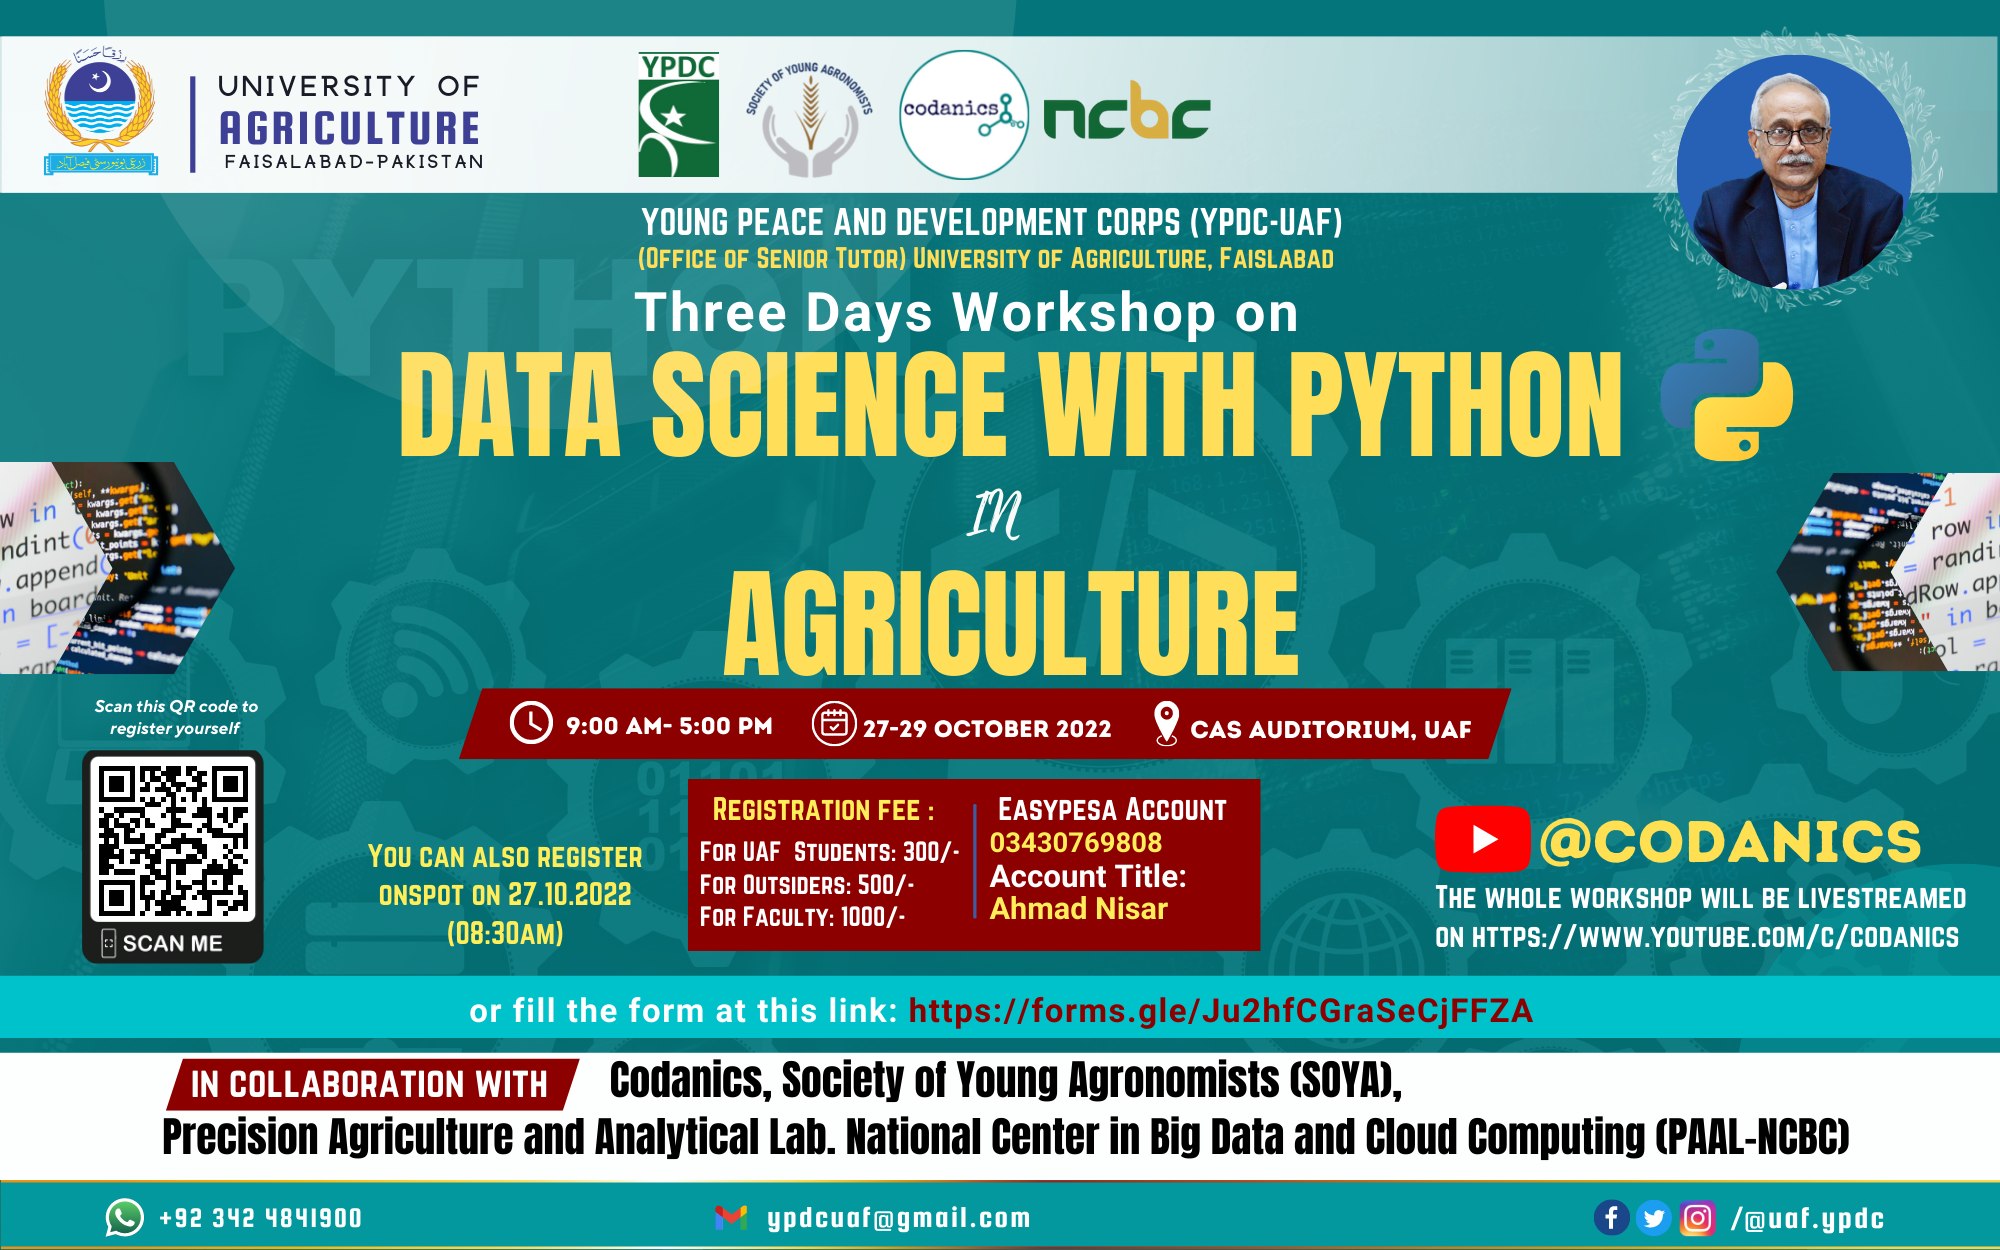 رزقاً حسناً
زرعی یونیورسٹی فیصل آباد
UNIVERSITY OF
AGRICULTURE
FAISALABAD-PAKISTAN
YPDC
SOCIETY OF YOUNG AGRONOMISTS
codanics
ncbc
YOUNG PEACE AND DEVELOPMENT CORPS (YPDC-UAF)
(OFFICE OF SENIOR TUTOR) UNIVERSITY OF AGRICULTURE, FAISLABAD
PYTHON
Three Days Workshop on
DATA SCIENCE WITH PYTHON
IN
AGRICULTURE
9:00 AM- 5:00 PM
27-29 OCTOBER 2022
CAS AUDITORIUM, UAF
Scan this QR code to
register yourself
SCAN ME
YOU CAN ALSO REGISTER
ONSPOT ON 27.10.2022
(08:30AM)
REGISTRATION FEE :
FOR UAF STUDENTS: 300/-
FOR OUTSIDERS: 500/-
FOR FACULTY: 1000/-
EASYPESA ACCOUNT
03430769808
Account Title:
Ahmad Nisar
@CODANICS
THE WHOLE WORKSHOP WILL BE LIVESTREAMED
ON HTTPS://WWW.YOUTUBE.COM/C/CODANICS
or fill the form at this link: https://forms.gle/Ju2hfCGraSeCjFFZA
IN COLLABORATION WITH
Codanics, Society of Young Agronomists (SOYA),
Precision Agriculture and Analytical Lab. National Center in Big Data and Cloud Computing (PAAL-NCBC)
+92 342 4841900
ypdcuaf@gmail.com
/@uaf.ypdc